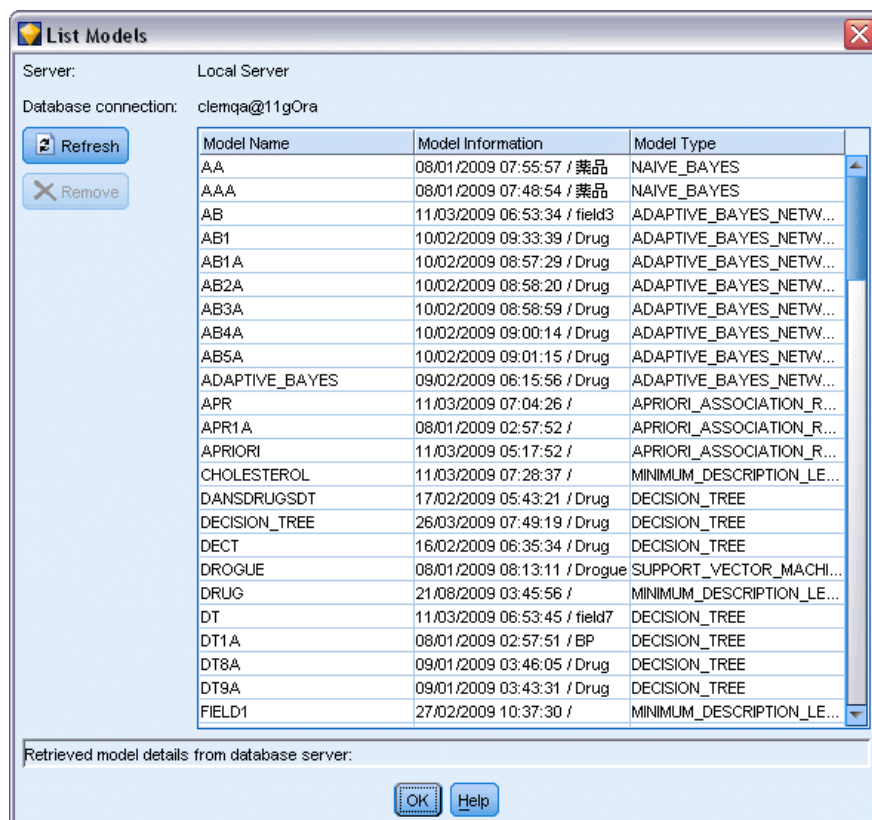 List Models
Server: Local Server
Database connection: clemqa@11gOra
Refresh
Remove
Model Name Model Information Model Type
AA 08/01/2009 07:55:57 / 薬品 NAIVE_BAYES
AAA 08/01/2009 07:48:54 / 薬品 NAIVE_BAYES
AB 11/03/2009 06:53:34 / field3 ADAPTIVE_BAYES_NETW...
AB1 10/02/2009 09:33:39 / Drug ADAPTIVE_BAYES_NETW...
AB1A 10/02/2009 08:57:29 / Drug ADAPTIVE_BAYES_NETW...
AB2A 10/02/2009 08:58:20 / Drug ADAPTIVE_BAYES_NETW...
AB3A 10/02/2009 08:58:59 / Drug ADAPTIVE_BAYES_NETW...
AB4A 10/02/2009 09:00:14 / Drug ADAPTIVE_BAYES_NETW...
AB5A 10/02/2009 09:01:15 / Drug ADAPTIVE_BAYES_NETW...
ADAPTIVE_BAYES 09/02/2009 06:15:56 / Drug ADAPTIVE_BAYES_NETW...
APR 11/03/2009 07:04:26 / APRIORI_ASSOCIATION_R...
APR1A 08/01/2009 02:57:52 / APRIORI_ASSOCIATION_R...
APRIORI 11/03/2009 05:17:52 / APRIORI_ASSOCIATION_R...
CHOLESTEROL 11/03/2009 07:28:37 / MINIMUM_DESCRIPTION_LE...
DANSDRUGSDT 17/02/2009 05:43:21 / Drug DECISION_TREE
DECISION_TREE 26/03/2009 07:49:19 / Drug DECISION_TREE
DECT 16/02/2009 06:35:34 / Drug DECISION_TREE
DROGUE 08/01/2009 08:13:11 / Drogue SUPPORT_VECTOR_MACHI...
DRUG 21/08/2009 03:45:56 / MINIMUM_DESCRIPTION_LE...
DT 11/03/2009 06:53:45 / field7 DECISION_TREE
DT1A 08/01/2009 02:57:51 / BP DECISION_TREE
DT8A 09/01/2009 03:46:05 / Drug DECISION_TREE
DT9A 09/01/2009 03:43:31 / Drug DECISION_TREE
FIELD1 27/02/2009 10:37:30 / MINIMUM_DESCRIPTION_LE...
Retrieved model details from database server:
OK Help